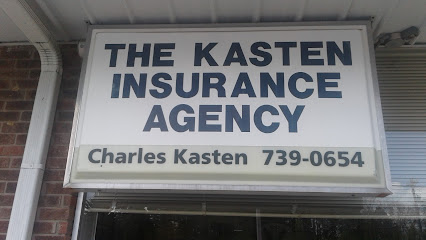 THE KASTEN
INSURANCE
AGENCY
Charles Kasten 739-0654